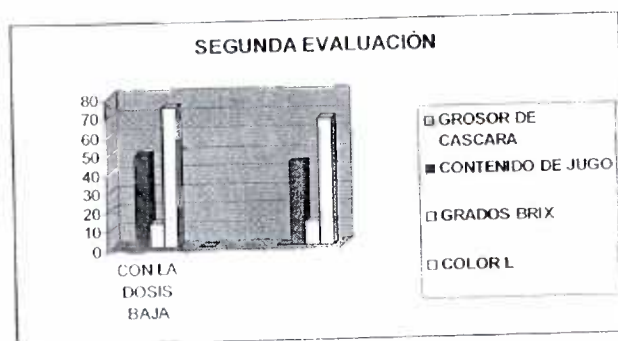 SEGUNDA EVALUACIÓN
80
70
60
50
40
30
20
10
0
CON LA
DOSIS
BAJA
GROSOR DE
CASCARA
CONTENIDO DE JUGO
GRADOS BRIX
COLOR L